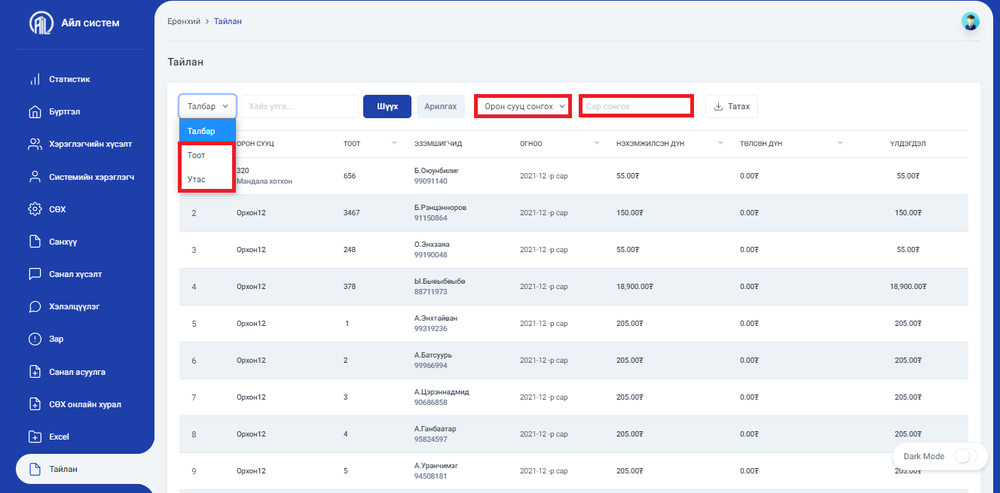 Айл систем
Статистик
Бүртгэл
Хэрэглэгчийн хүсэлт
Системийн хэрэглэгч
СӨХ
Санхүү
Санал хүсэлт
Хэлэлцүүлэг
Зар
Санал асуулга
СӨХ онлайн хурал
Excel
Тайлан
Ерөнхий > Тайлан
Тайлан
Талбар Хайх утга... Шүүх Арилгах Орон сууц сонгох Сар сонгох Татах
Талбар
Тоот
Утас
ОРОН СУУЦ ТООТ ЭЗЭМШИГЧИД ОГНОО НЭХЭМЖИЛСЭН ДҮН ТӨЛСӨН ДҮН ҮЛДЭГДЭЛ
320 656 Б.Оюунбилиг 2021-12 -р сар 55.00₮ 0.00₮ 55.00₮
Мандала хотхон 99091140
2 Орхон12 3467 Б.Рэнцэнноров 2021-12 -р сар 150.00₮ 0.00₮ 150.00₮
91150864
3 Орхон12 248 О.Энхзаяа 2021-12 -р сар 55.00₮ 0.00₮ 55.00₮
99190048
4 Орхон12 378 Ы.Быөыбөыбө 2021-12 -р сар 18,900.00₮ 0.00₮ 18,900.00₮
88711973
5 Орхон12 1 А.Энхтайван 2021-12 -р сар 205.00₮ 0.00₮ 205.00₮
99319236
6 Орхон12 2 А.Батсуурь 2021-12 -р сар 205.00₮ 0.00₮ 205.00₮
99966994
7 Орхон12 3 А.Цэрэннадмид 2021-12 -р сар 205.00₮ 0.00₮ 205.00₮
90686858
8 Орхон12 4 А.Ганбаатар 2021-12 -р сар 205.00₮ 0.00₮ 205.00₮
95824597
9 Орхон12 5 А.Уранчимэг 2021-12 -р сар 205.00₮ 0.00₮ 205.00₮
94508181
Dark Mode